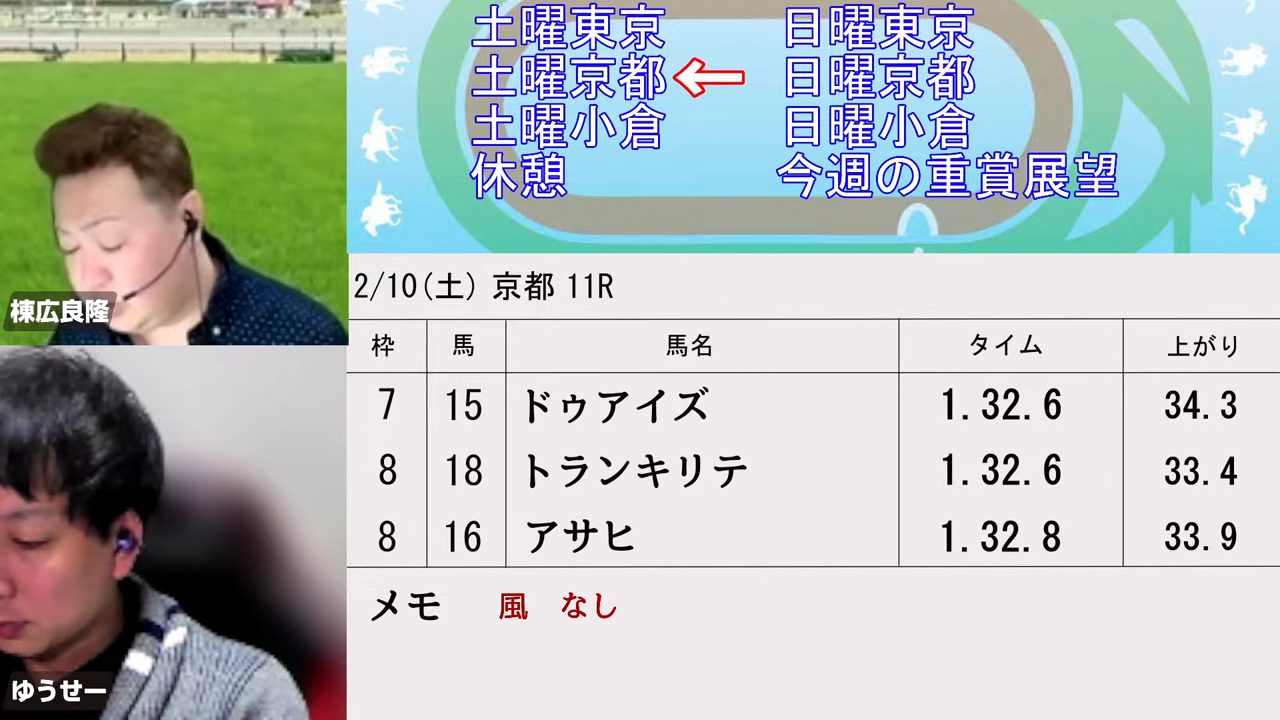 土曜東京 日曜東京
土曜京都 日曜京都
土曜小倉 日曜小倉
休憩 今週の重賞展望
棟広良隆
2/10(土) 京都 11R
枠 馬 馬名 タイム 上がり
7 15 ドゥアイズ 1.32.6 34.3
8 18 トランキリテ 1.32.6 33.4
8 16 アサヒ 1.32.8 33.9
メモ 風 なし
ゆうせー